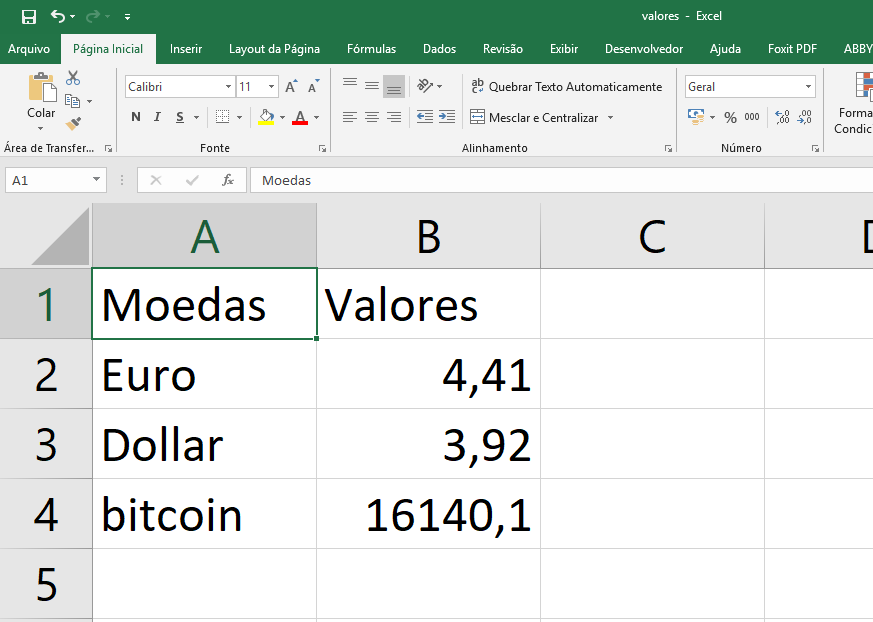 valores - Excel
Arquivo Página Inicial Inserir Layout da Página Fórmulas Dados Revisão Exibir Desenvolvedor Ajuda Foxit PDF ABBY
Calibri 11 ab Quebrar Texto Automaticamente Geral
Colar N I S A Mesclar e Centralizar % 000 Forma
Condic
Área de Transfer... Fonte Alinhamento Número
A1 fx Moedas
A B C D
1 Moedas Valores
2 Euro 4,41
3 Dollar 3,92
4 bitcoin 16140,1
5